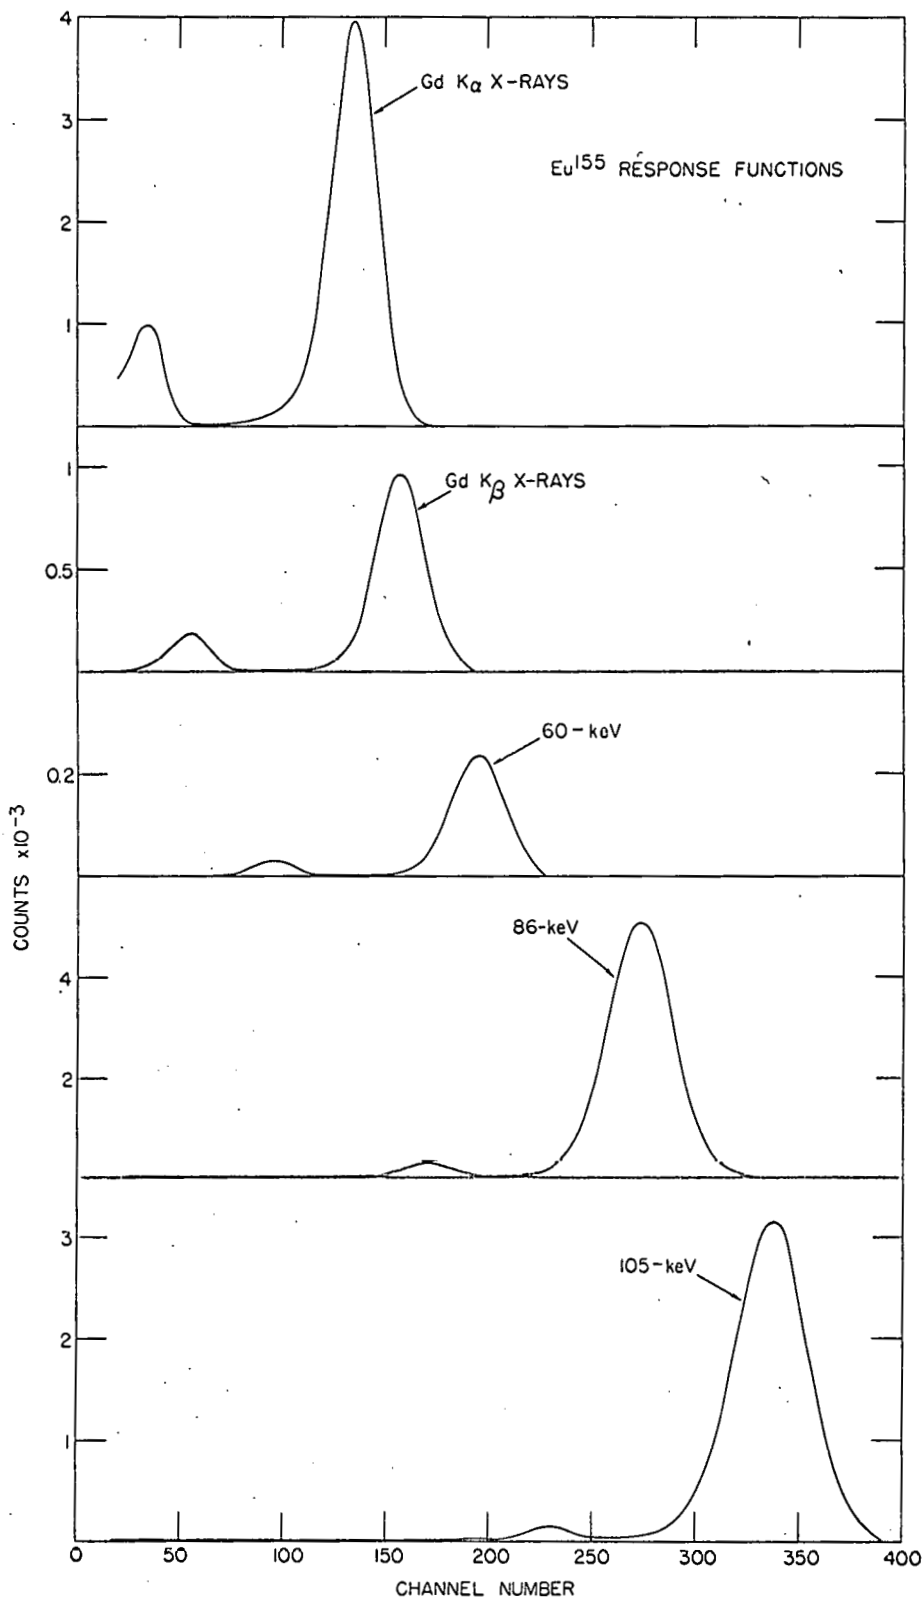 4
Gd Kα X-RAYS
3
Eu155 RESPONSE FUNCTIONS
2
1
1
Gd Kβ X-RAYS
0.5
60-keV
0.2
COUNTS x10-3
86-keV
4
2
3
105-keV
2
1
0 50 100 150 200 250 300 350 400
CHANNEL NUMBER